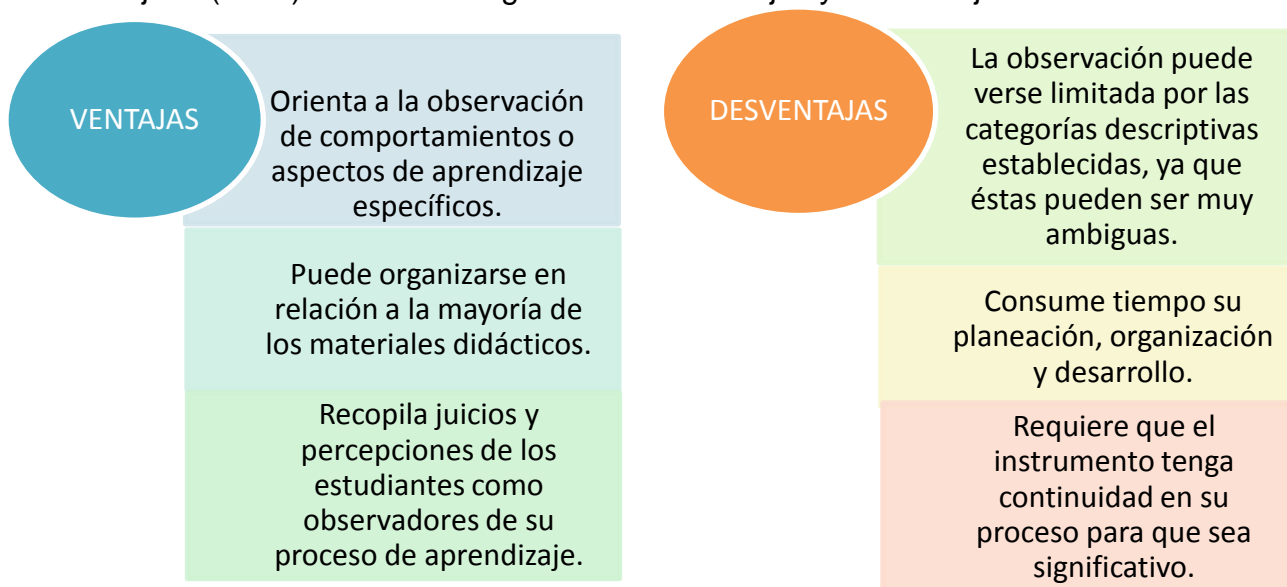 VENTAJAS
Orienta a la observación
de comportamientos o
aspectos de aprendizaje
específicos.
Puede organizarse en
relación a la mayoría de
los materiales didácticos.
Recopila juicios y
percepciones de los
estudiantes como
observadores de su
proceso de aprendizaje.
DESVENTAJAS
La observación puede
verse limitada por las
categorías descriptivas
establecidas, ya que
éstas pueden ser muy
ambiguas.
Consume tiempo su
planeación, organización
y desarrollo.
Requiere que el
instrumento tenga
continuidad en su
proceso para que sea
significativo.